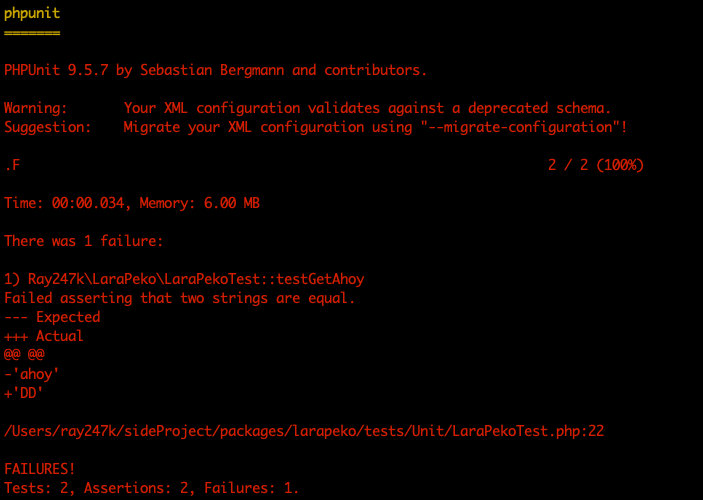 phpunit
=======
PHPUnit 9.5.7 by Sebastian Bergmann and contributors.
Warning:       Your XML configuration validates against a deprecated schema.
Suggestion:    Migrate your XML configuration using "--migrate-configuration"!
.F                                                                  2 / 2 (100%)
Time: 00:00.034, Memory: 6.00 MB
There was 1 failure:
1) Ray247k\LaraPeko\LaraPekoTest::testGetAhoy
Failed asserting that two strings are equal.
--- Expected
+++ Actual
@@ @@
-'ahoy'
+'DD'
/Users/ray247k/sideProject/packages/larapeko/tests/Unit/LaraPekoTest.php:22
FAILURES!
Tests: 2, Assertions: 2, Failures: 1.